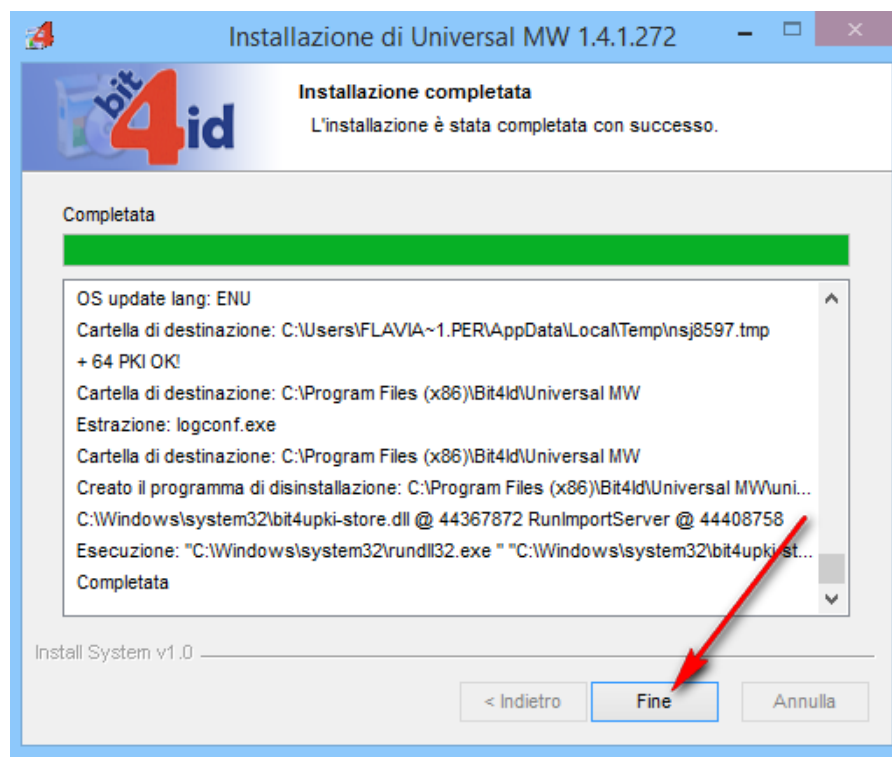 Installazione di Universal MW 1.4.1.272
bit
4id
Installazione completata
L'installazione è stata completata con successo.
Completata
OS update lang: ENU
Cartella di destinazione: C:\Users\FLAVIA~1.PER\AppData\Local\Temp\nsj8597.tmp
+ 64 PKI OK!
Cartella di destinazione: C:\Program Files (x86)\Bit4Id\Universal MW
Estrazione: logconf.exe
Cartella di destinazione: C:\Program Files (x86)\Bit4Id\Universal MW
Creato il programma di disinstallazione: C:\Program Files (x86)\Bit4Id\Universal MW\uni...
C:\Windows\system32\bit4upki-store.dll @ 44367872 RunImportServer @ 44408758
Esecuzione: "C:\Windows\system32\rundll32.exe " "C:\Windows\system32\bit4upki-st...
Completata
Install System v1.0
< Indietro
Fine
Annulla